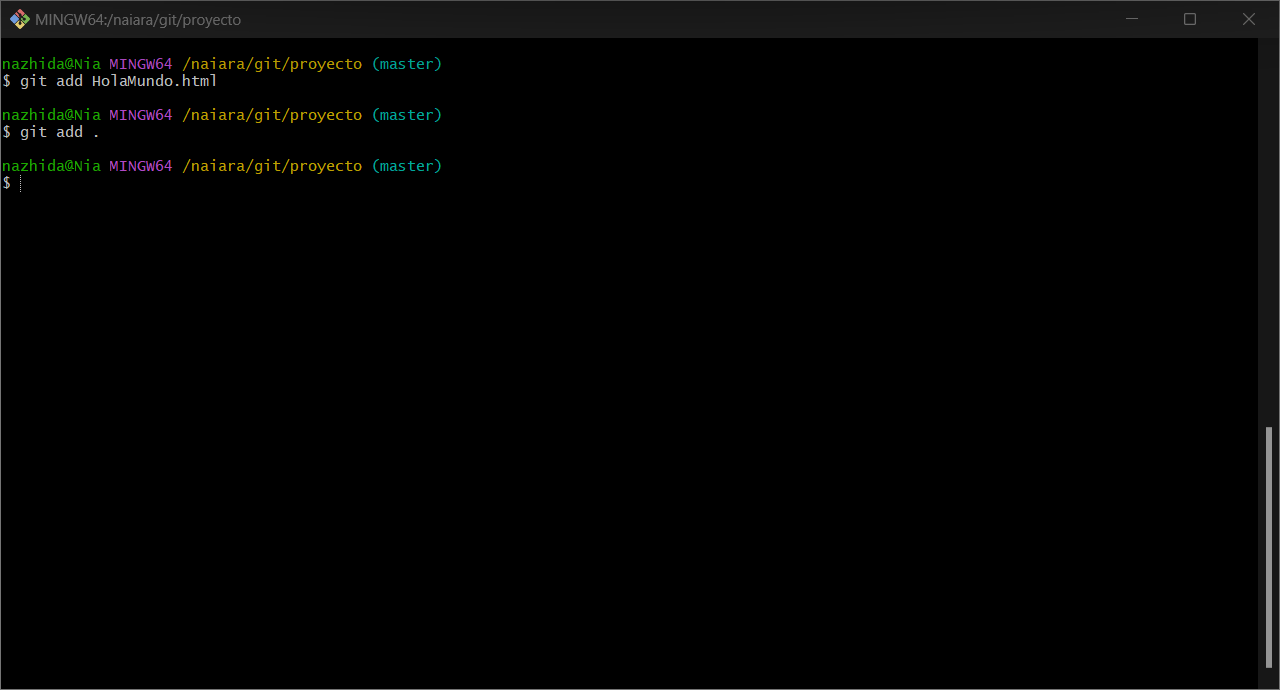 MINGW64:/naiara/git/proyecto
nazhida@Nia MINGW64 /naiara/git/proyecto (master)
$ git add HolaMundo.html
nazhida@Nia MINGW64 /naiara/git/proyecto (master)
$ git add .
nazhida@Nia MINGW64 /naiara/git/proyecto (master)
$